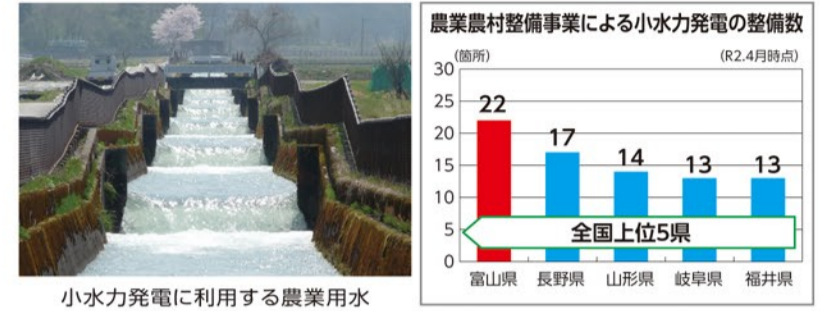 小水力発電に利用する農業用水
農業農村整備事業による小水力発電の整備数
(箇所)
(R2.4月時点)
30
25
20
15
10
5
0
22
17
14
13
13
全国上位5県
富山県
長野県
山形県
岐阜県
福井県